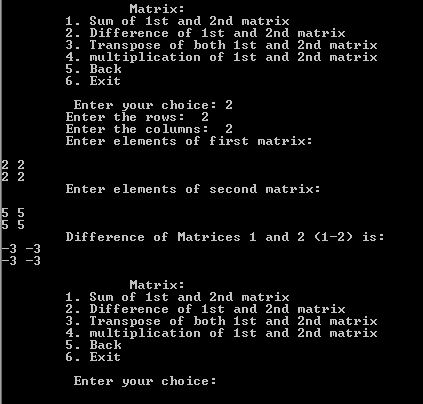 Matrix:
1. Sum of 1st and 2nd matrix
2. Difference of 1st and 2nd matrix
3. Transpose of both 1st and 2nd matrix
4. multiplication of 1st and 2nd matrix
5. Back
6. Exit
Enter your choice: 2
Enter the rows:  2
Enter the columns:  2
Enter elements of first matrix:
2 2
2 2
Enter elements of second matrix:
5 5
5 5
Difference of Matrices 1 and 2 (1-2) is:
-3 -3
-3 -3
Matrix:
1. Sum of 1st and 2nd matrix
2. Difference of 1st and 2nd matrix
3. Transpose of both 1st and 2nd matrix
4. multiplication of 1st and 2nd matrix
5. Back
6. Exit
Enter your choice: